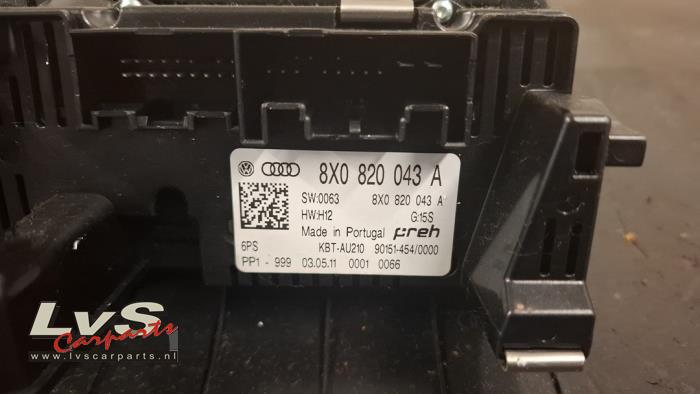 8X0 820 043 A
SW:0063 8X0 820 043 A
HW:H12 G:15S
Made in Portugal preh
6PS KBT-AU210 90151-454/0000
PP1 - 999 03.05.11 0001 0066
LvS
Carparts
www.lvscarparts.nl